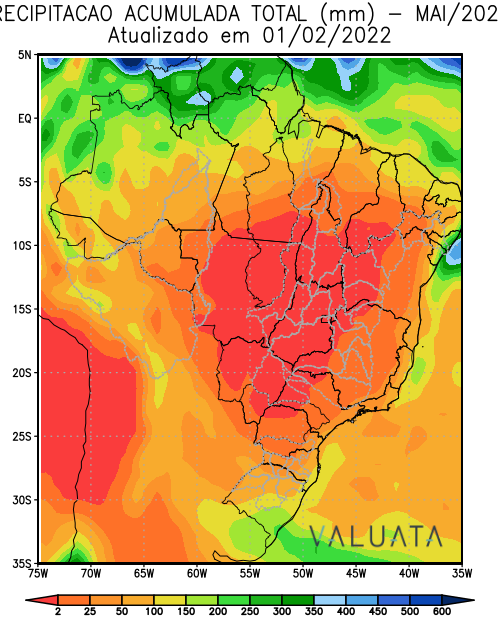 RECIPITACAO ACUMULADA TOTAL (mm) – MAI/202
Atualizado em 01/02/2022
5N
EQ
5S
10S
15S
20S
25S
30S
35S
75W 70W 65W 60W 55W 50W 45W 40W 35W
VALUATA
2 25 50 100 150 200 250 300 350 400 450 500 600